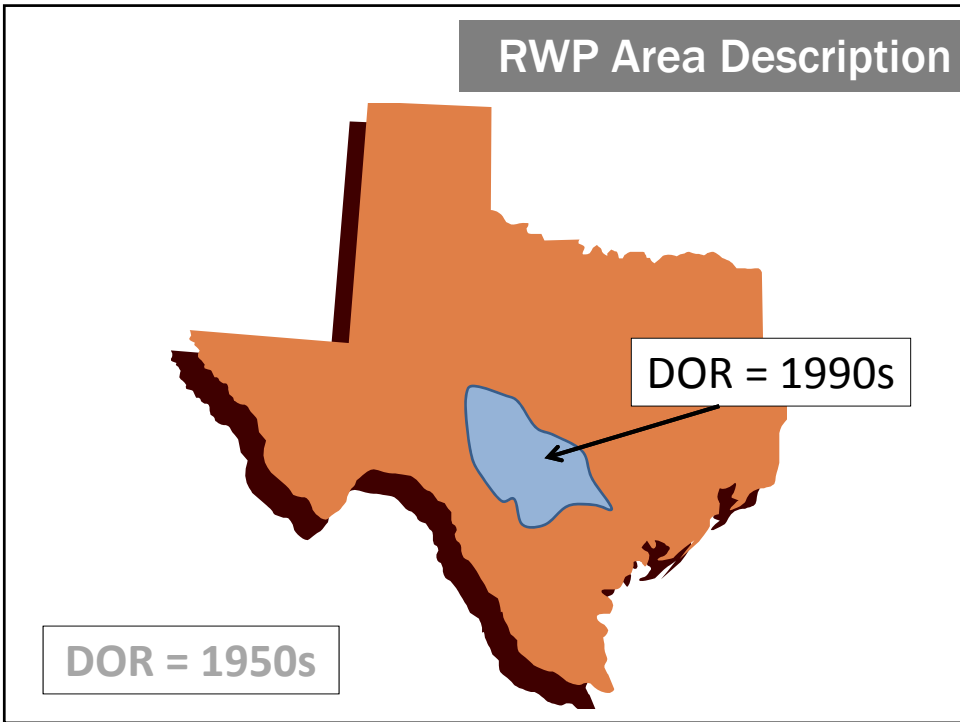 RWP Area Description
DOR = 1990s
DOR = 1950s